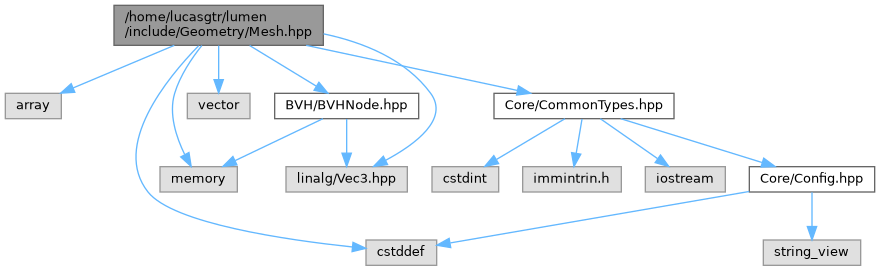 /home/lucasgtr/lumen
/include/Geometry/Mesh.hpp
array
vector
BVH/BVHNode.hpp
Core/CommonTypes.hpp
memory
linalg/Vec3.hpp
cstdint
immintrin.h
iostream
Core/Config.hpp
cstddef
string_view